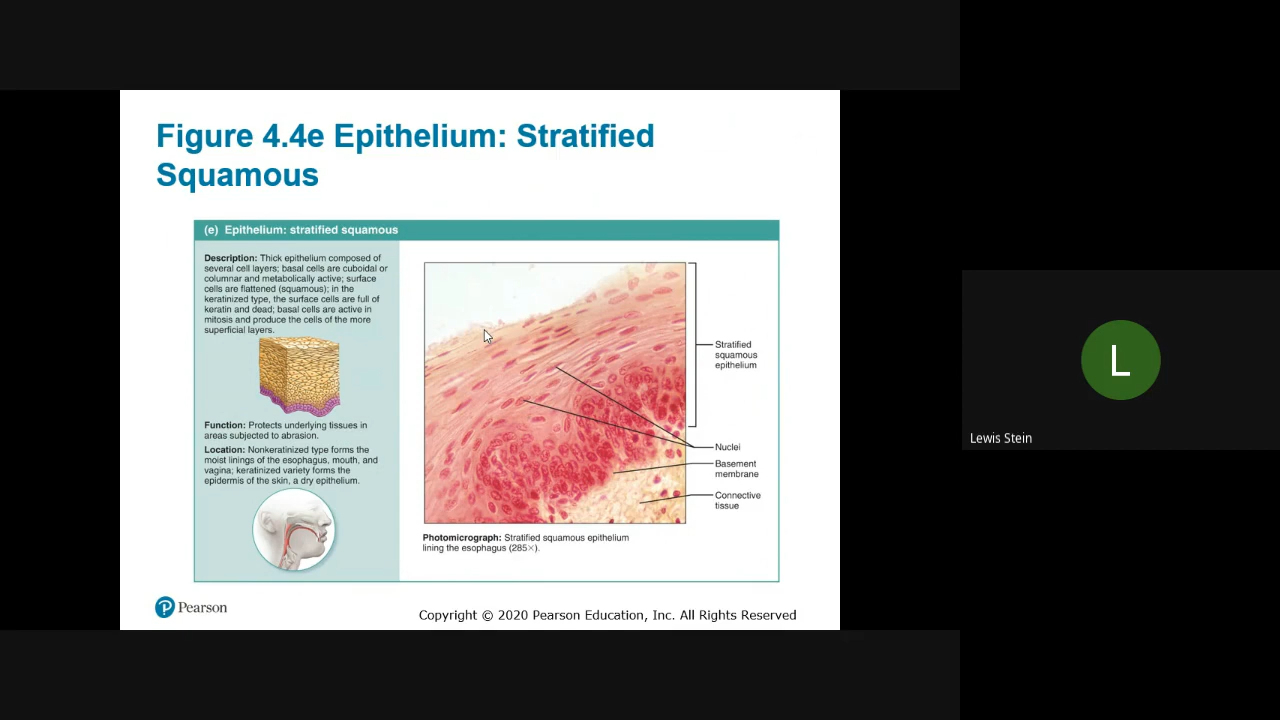 Figure 4.4e Epithelium: Stratified
Squamous
(e) Epithelium: stratified squamous
Description: Thick epithelium composed of
several cell layers; basal cells are cuboidal or
columnar and metabolically active; surface
cells are flattened (squamous); in the
keratinized type, the surface cells are full of
keratin and dead; basal cells are active in
mitosis and produce the cells of the more
superficial layers.
Function: Protects underlying tissues in
areas subjected to abrasion.
Location: Nonkeratinized type forms the
moist linings of the esophagus, mouth, and
vagina; keratinized variety forms the
epidermis of the skin, a dry epithelium.
Stratified
squamous
epithelium
Nuclei
Basement
membrane
Connective
tissue
Photomicrograph: Stratified squamous epithelium
lining the esophagus (285×).
P Pearson
Copyright © 2020 Pearson Education, Inc. All Rights Reserved
L
Lewis Stein